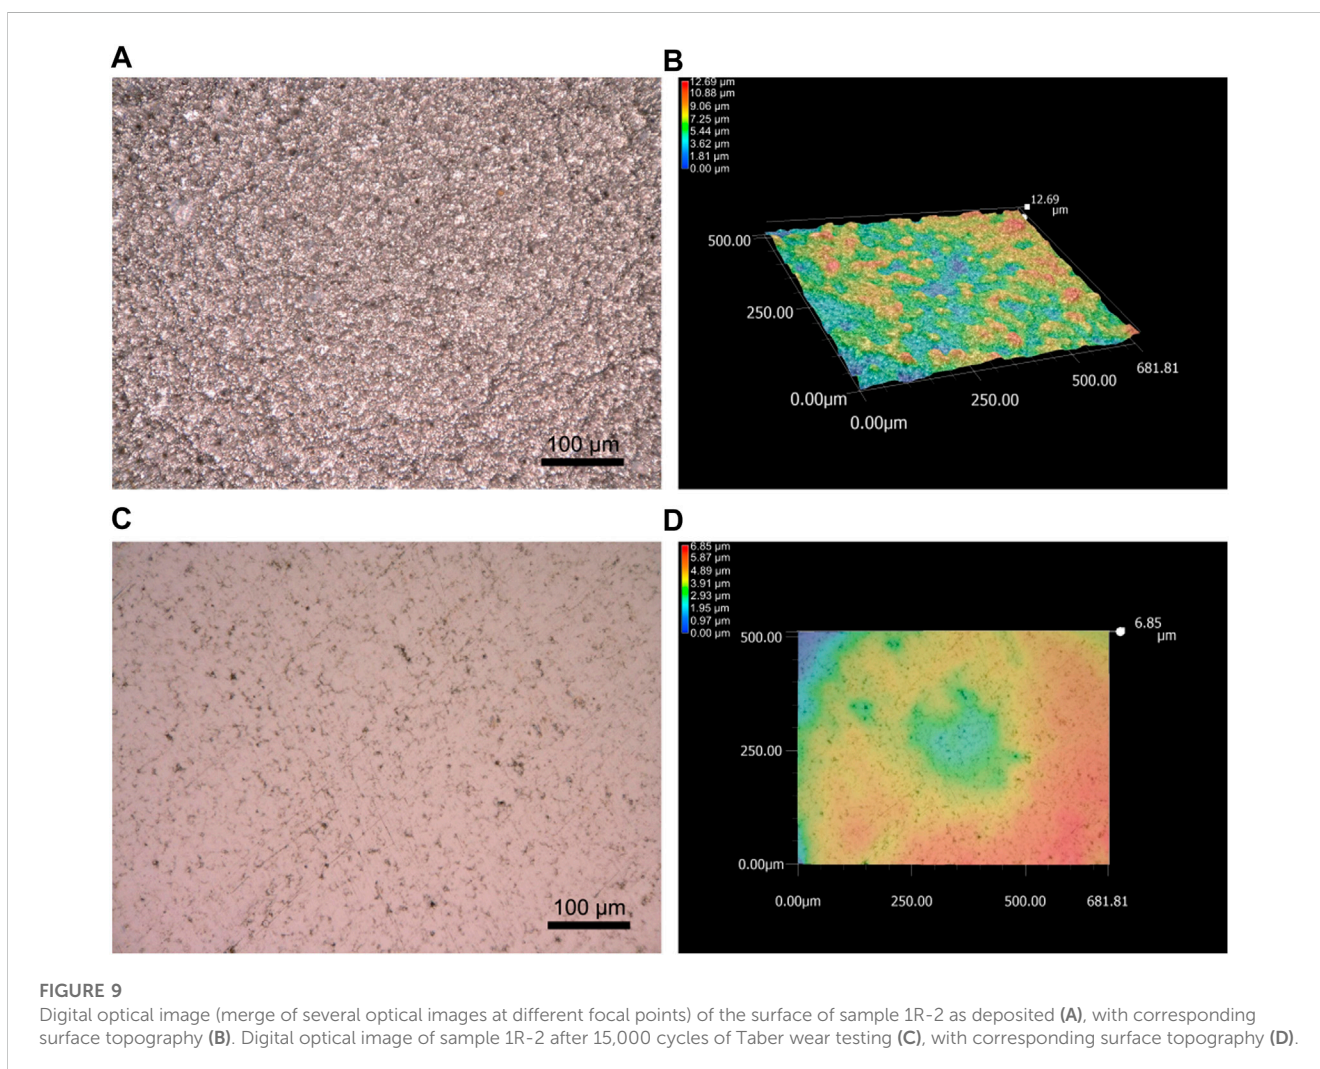 A
B
100 µm
12.69 µm
10.88 µm
9.06 µm
7.25 µm
5.44 µm
3.62 µm
1.81 µm
0.00 µm
12.69
µm
500.00
250.00
0.00µm
0.00µm
250.00
500.00
681.81
C
D
100 µm
6.85 µm
5.87 µm
4.89 µm
3.91 µm
2.93 µm
1.95 µm
0.97 µm
0.00 µm
6.85
µm
500.00
250.00
0.00µm
0.00µm
250.00
500.00
681.81
FIGURE 9
Digital optical image (merge of several optical images at different focal points) of the surface of sample 1R-2 as deposited (A), with corresponding
surface topography (B). Digital optical image of sample 1R-2 after 15,000 cycles of Taber wear testing (C), with corresponding surface topography (D).